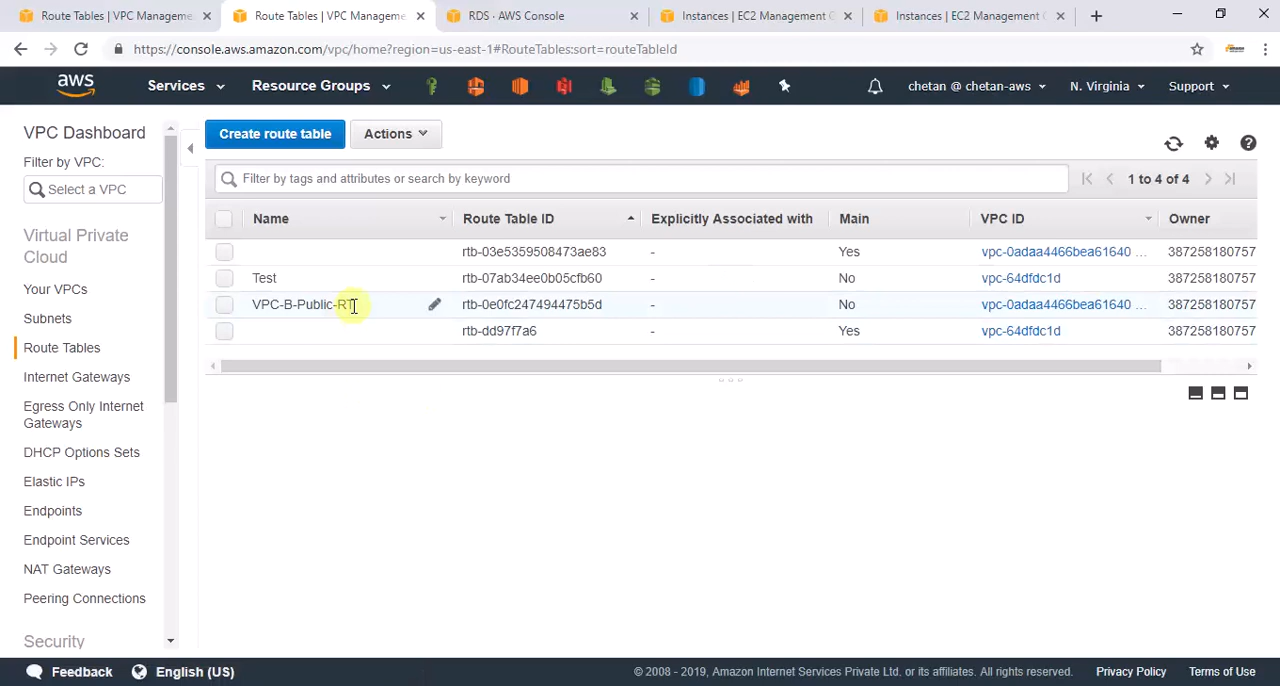 Route Tables | VPC Manageme
Route Tables | VPC Manageme
RDS · AWS Console
Instances | EC2 Management C
Instances | EC2 Management C
https://console.aws.amazon.com/vpc/home?region=us-east-1#RouteTables:sort=routeTableId
aws
Services
Resource Groups
chetan @ chetan-aws
N. Virginia
Support
VPC Dashboard
Filter by VPC:
Select a VPC
Virtual Private
Cloud
Your VPCs
Subnets
Route Tables
Internet Gateways
Egress Only Internet
Gateways
DHCP Options Sets
Elastic IPs
Endpoints
Endpoint Services
NAT Gateways
Peering Connections
Security
Create route table
Actions
Filter by tags and attributes or search by keyword
1 to 4 of 4
Name Route Table ID Explicitly Associated with Main VPC ID Owner
rtb-03e5359508473ae83 - Yes vpc-0adaa4466bea61640 ... 387258180757
Test rtb-07ab34ee0b05cfb60 - No vpc-64dfdc1d 387258180757
VPC-B-Public-RT rtb-0e0fc247494475b5d - No vpc-0adaa4466bea61640 ... 387258180757
rtb-dd97f7a6 - Yes vpc-64dfdc1d 387258180757
Feedback
English (US)
© 2008 - 2019, Amazon Internet Services Private Ltd. or its affiliates. All rights reserved.
Privacy Policy
Terms of Use